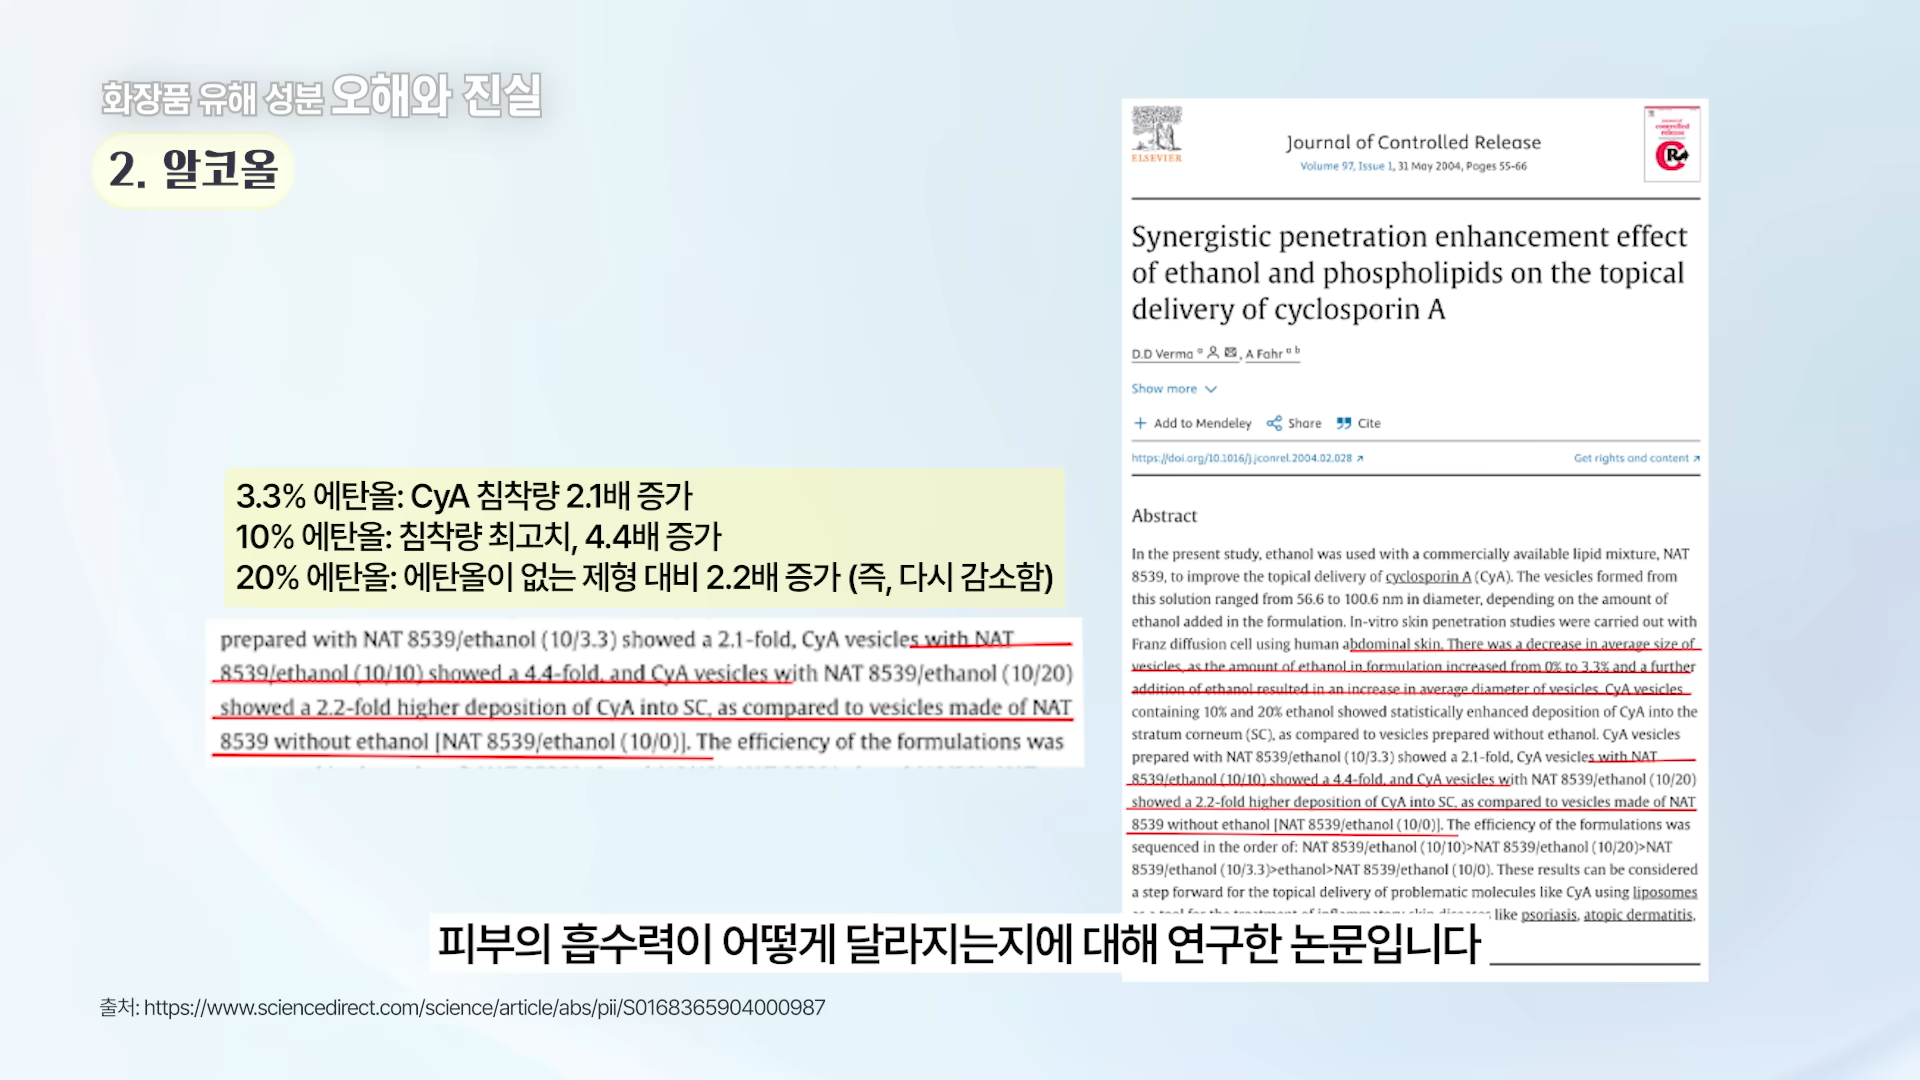 화장품 유해 성분 오해와 진실
2. 알코올
3.3% 에탄올: CyA 침착량 2.1배 증가
10% 에탄올: 침착량 최고치, 4.4배 증가
20% 에탄올: 에탄올이 없는 제형 대비 2.2배 증가 (즉, 다시 감소함)
prepared with NAT 8539/ethanol (10/3.3) showed a 2.1-fold, CyA vesicles with NAT
8539/ethanol (10/10) showed a 4.4-fold, and CyA vesicles with NAT 8539/ethanol (10/20)
showed a 2.2-fold higher deposition of CyA into SC, as compared to vesicles made of NAT
8539 without ethanol [NAT 8539/ethanol (10/0)]. The efficiency of the formulations was
ELSEVIER
Journal of Controlled Release
Volume 97, Issue 1, 31 May 2004, Pages 55-66
journal of
controlled
release
Synergistic penetration enhancement effect
of ethanol and phospholipids on the topical
delivery of cyclosporin A
D.D Verma a, A Fahr a b
Show more
Add to Mendeley Share Cite
https://doi.org/10.1016/j.jconrel.2004.02.028
Get rights and content
Abstract
In the present study, ethanol was used with a commercially available lipid mixture, NAT
8539, to improve the topical delivery of cyclosporin A (CyA). The vesicles formed from
this solution ranged from 56.6 to 100.6 nm in diameter, depending on the amount of
ethanol added in the formulation. In-vitro skin penetration studies were carried out with
Franz diffusion cell using human abdominal skin. There was a decrease in average size of
vesicles, as the amount of ethanol in formulation increased from 0% to 3.3% and a further
addition of ethanol resulted in an increase in average diameter of vesicles. CyA vesicles
containing 10% and 20% ethanol showed statistically enhanced deposition of CyA into the
stratum corneum (SC), as compared to vesicles prepared without ethanol. CyA vesicles
prepared with NAT 8539/ethanol (10/3.3) showed a 2.1-fold, CyA vesicles with NAT
8539/ethanol (10/10) showed a 4.4-fold, and CyA vesicles with NAT 8539/ethanol (10/20)
showed a 2.2-fold higher deposition of CyA into SC, as compared to vesicles made of NAT
8539 without ethanol [NAT 8539/ethanol (10/0)]. The efficiency of the formulations was
sequenced in the order of: NAT 8539/ethanol (10/10)>NAT 8539/ethanol (10/20)>NAT
8539/ethanol (10/3.3)>ethanol>NAT 8539/ethanol (10/0). These results can be considered
a step forward for the topical delivery of problematic molecules like CyA using liposomes
like psoriasis, atopic dermatitis,
피부의 흡수력이 어떻게 달라지는지에 대해 연구한 논문입니다
출처: https://www.sciencedirect.com/science/article/abs/pii/S0168365904000987